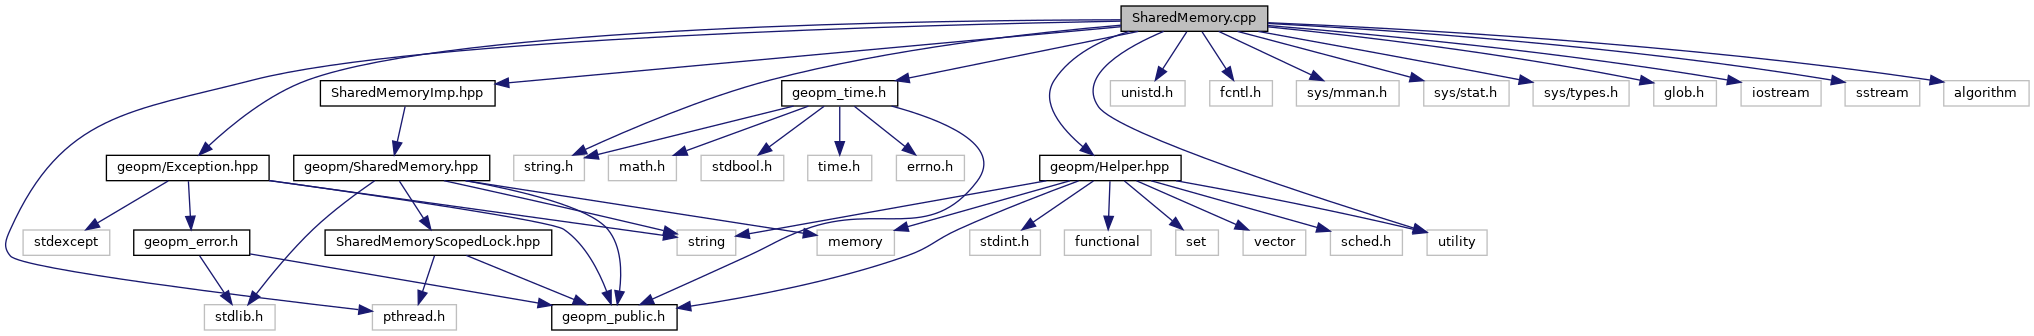 SharedMemory.cpp
SharedMemoryImp.hpp
geopm_time.h
unistd.h
fcntl.h
sys/mman.h
sys/stat.h
sys/types.h
glob.h
iostream
sstream
algorithm
geopm/Exception.hpp
geopm/SharedMemory.hpp
string.h
math.h
stdbool.h
time.h
errno.h
geopm/Helper.hpp
stdexcept
geopm_error.h
SharedMemoryScopedLock.hpp
string
memory
stdint.h
functional
set
vector
sched.h
utility
stdlib.h
pthread.h
geopm_public.h